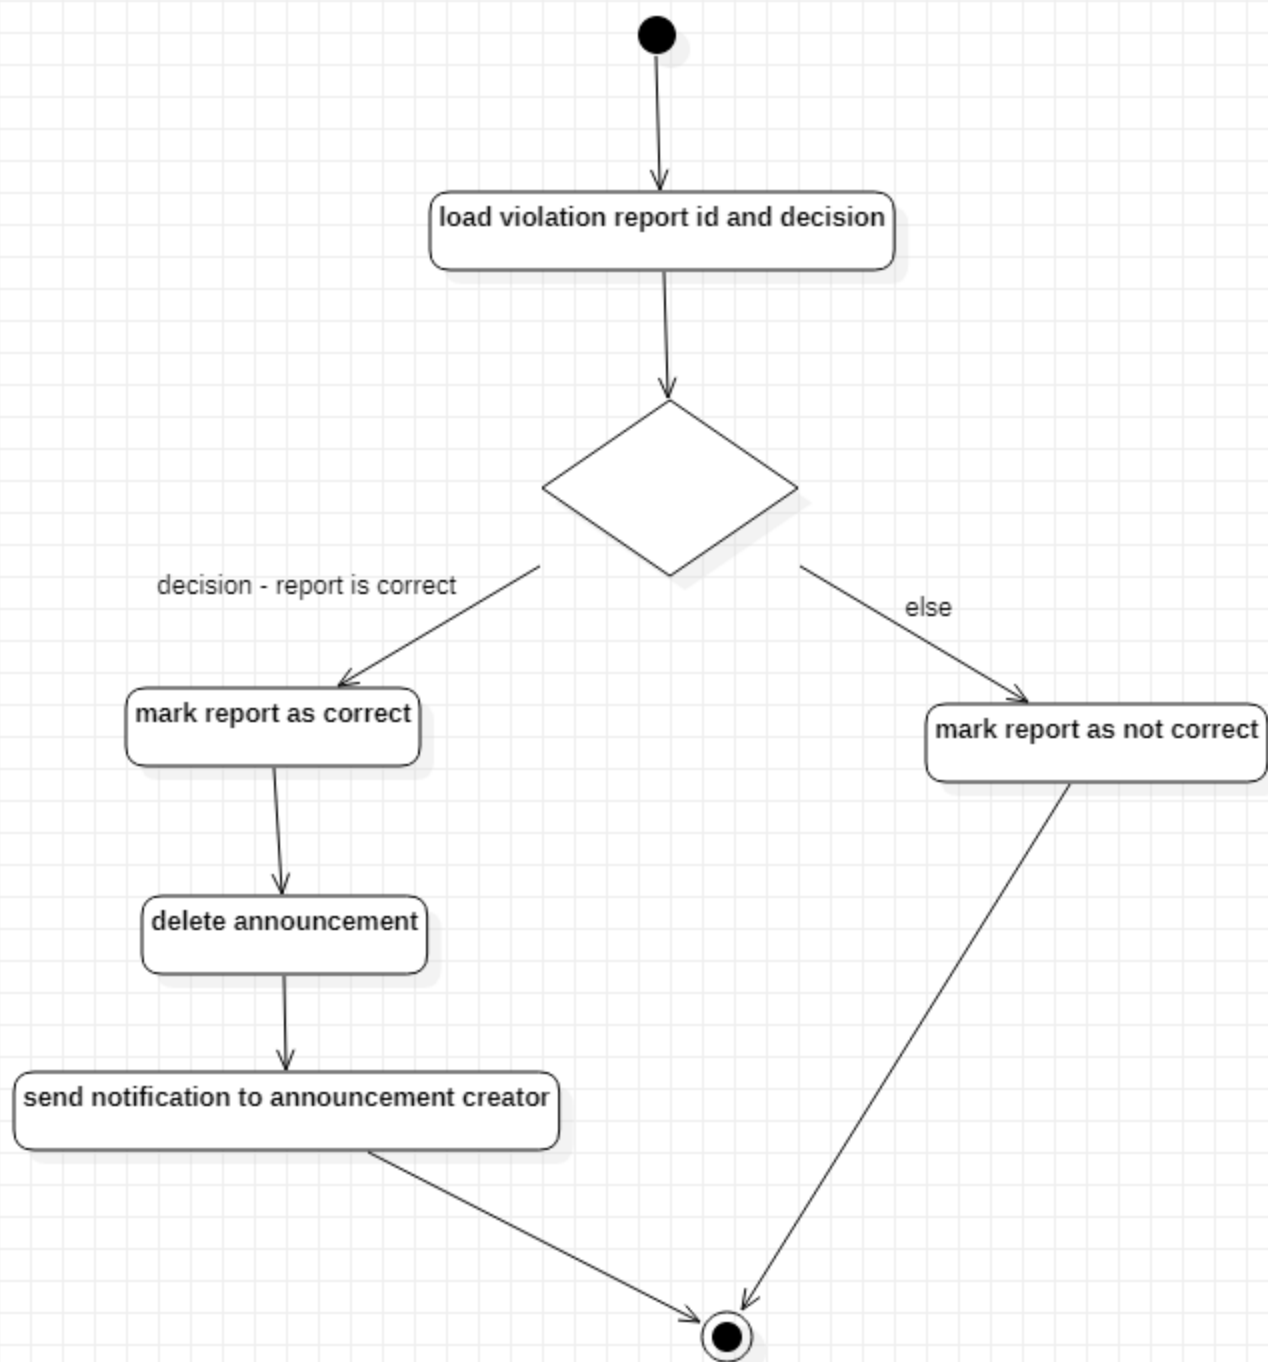 load violation report id and decision
decision - report is correct
else
mark report as correct
mark report as not correct
delete announcement
send notification to announcement creator